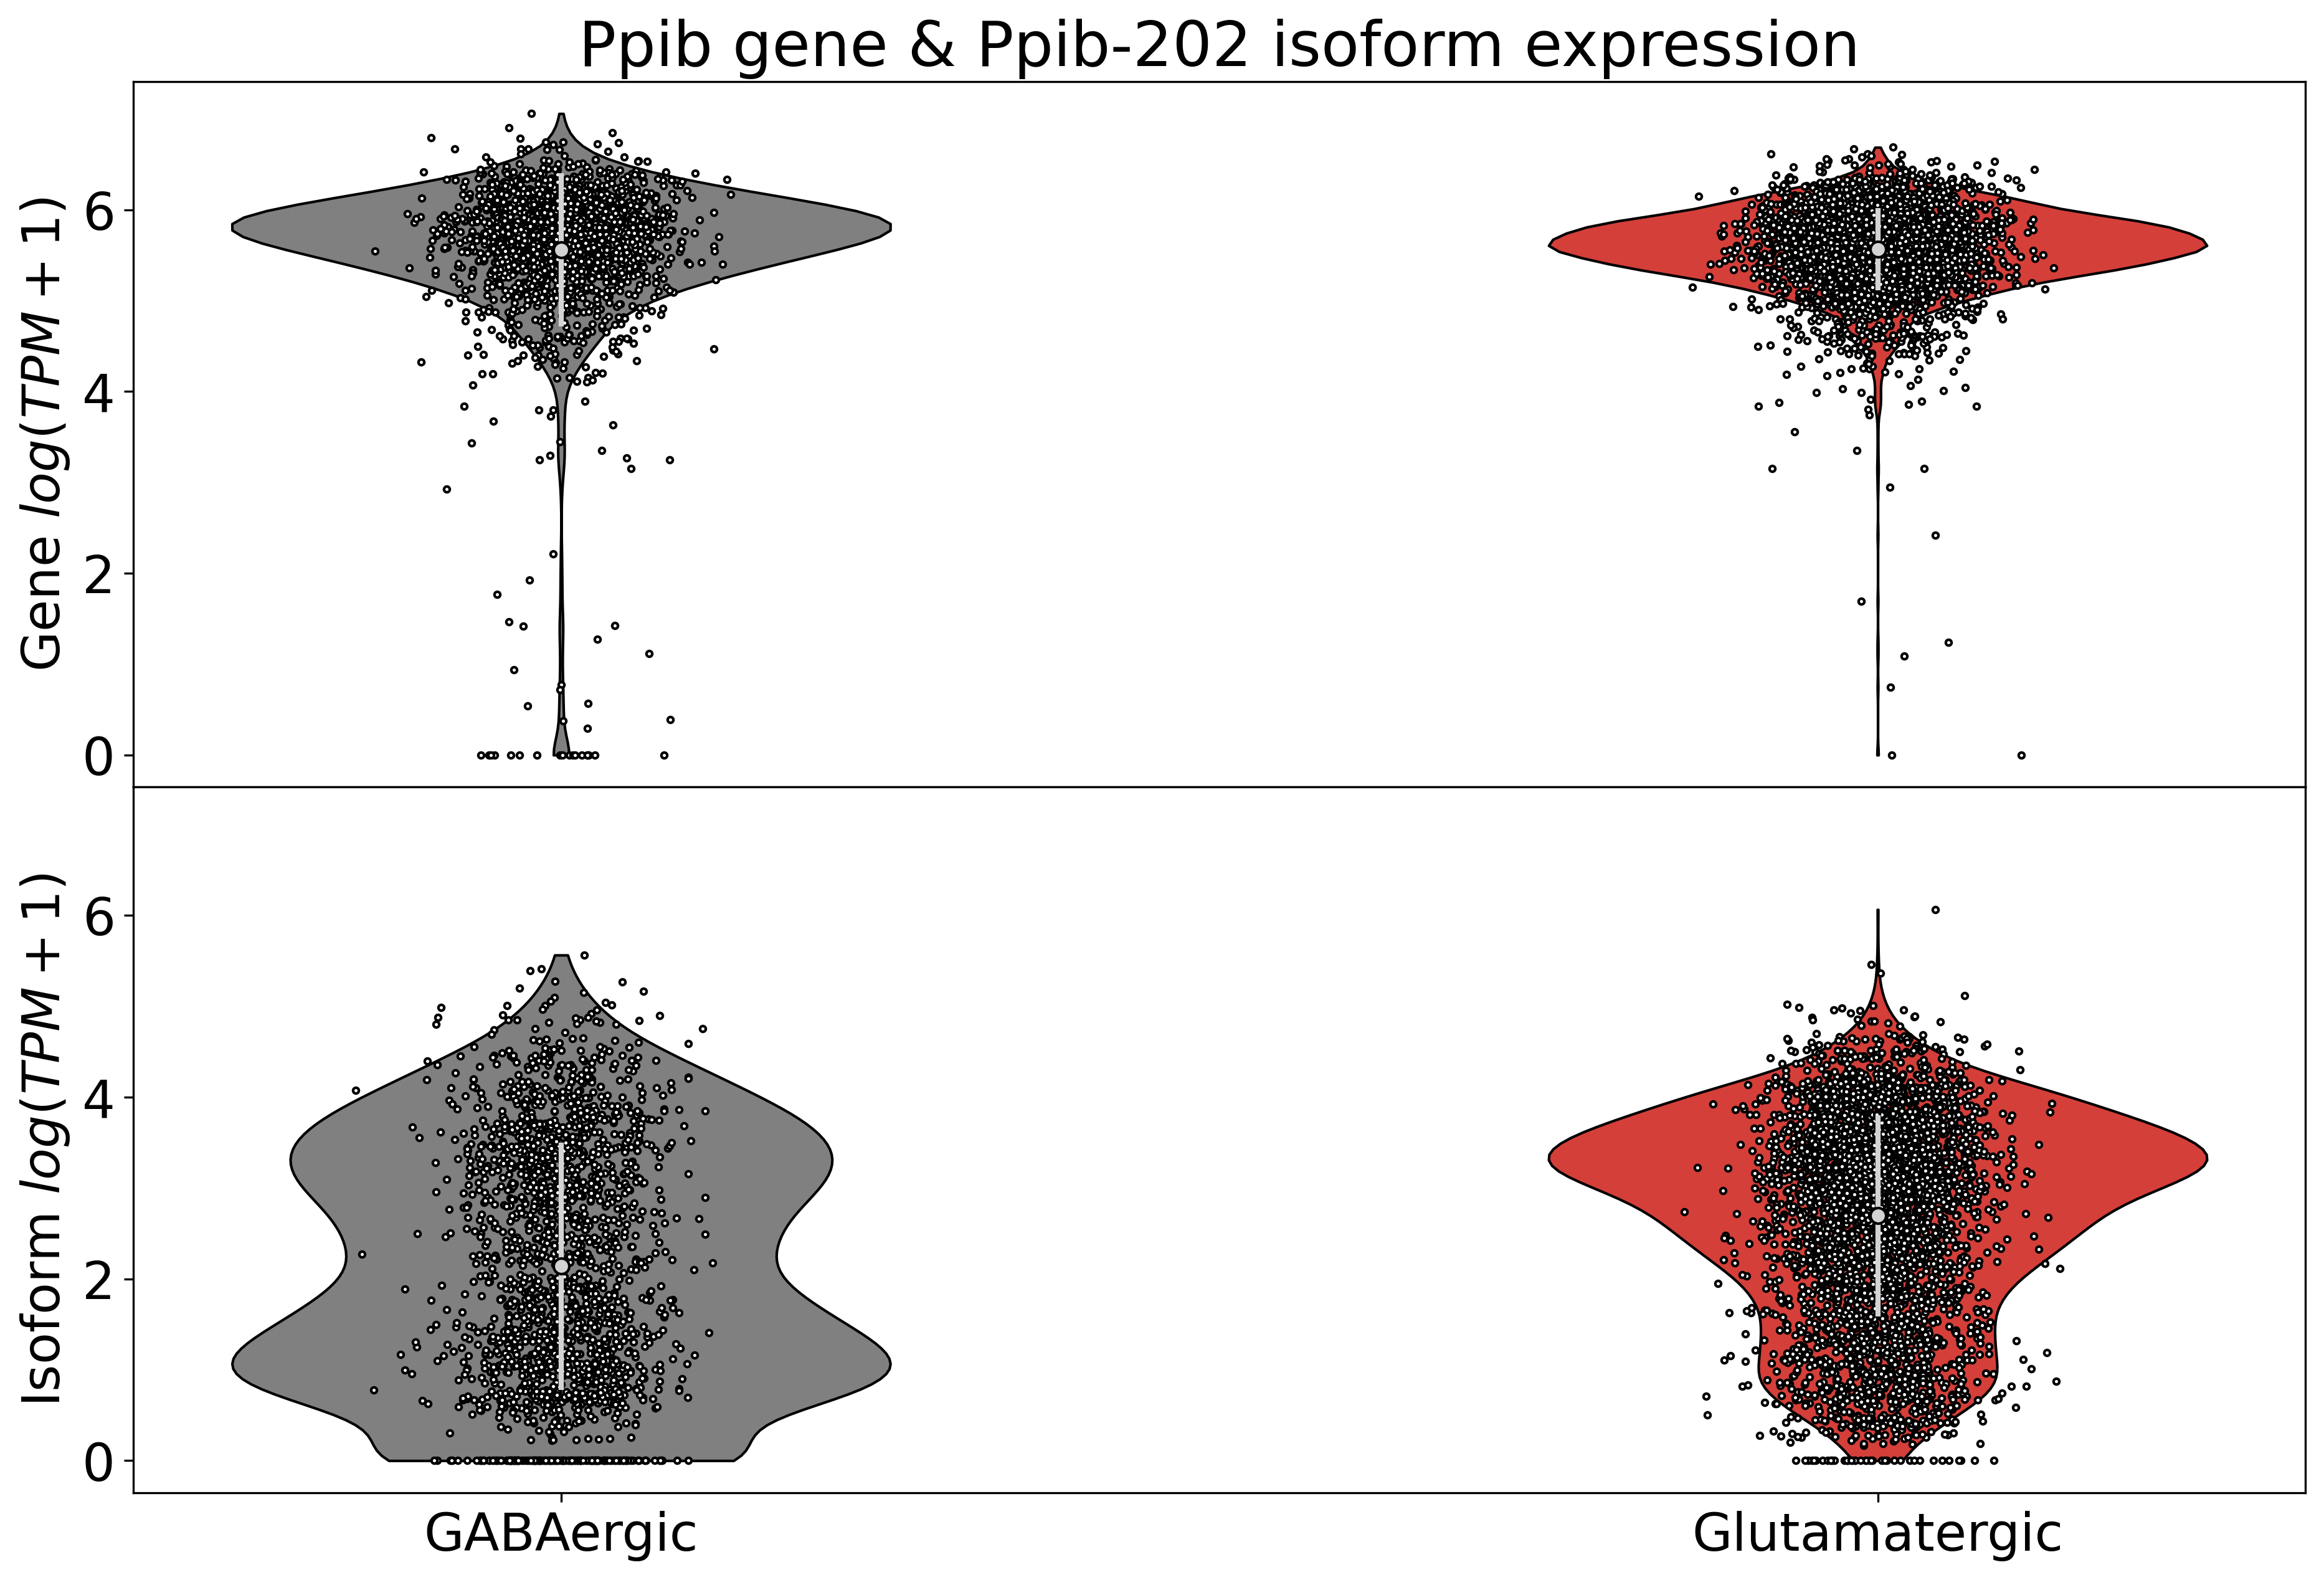 Ppib gene & Ppib-202 isoform expression
Gene log(TPM + 1)
6
4
2
0
Isoform log(TPM + 1)
6
4
2
0
GABAergic
Glutamatergic